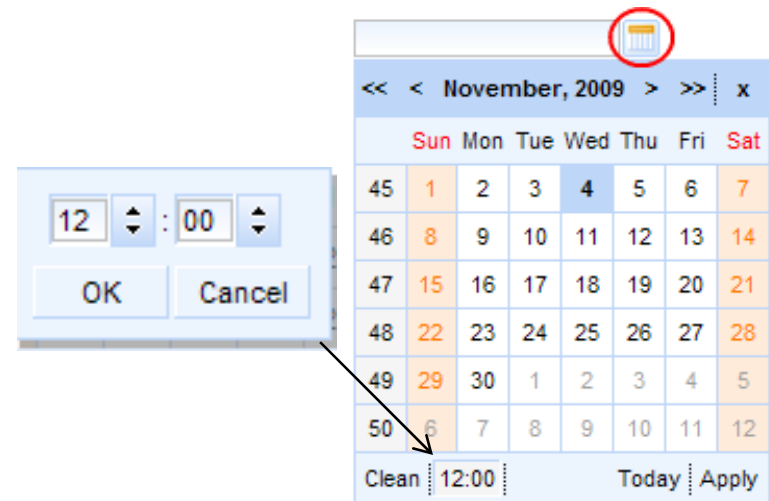 << < November, 2009 > >> x
Sun Mon Tue Wed Thu Fri Sat
45 1 2 3 4 5 6 7
46 8 9 10 11 12 13 14
47 15 16 17 18 19 20 21
48 22 23 24 25 26 27 28
49 29 30 1 2 3 4 5
50 6 7 8 9 10 11 12
Clean 12:00 Today Apply
12 : 00
OK Cancel